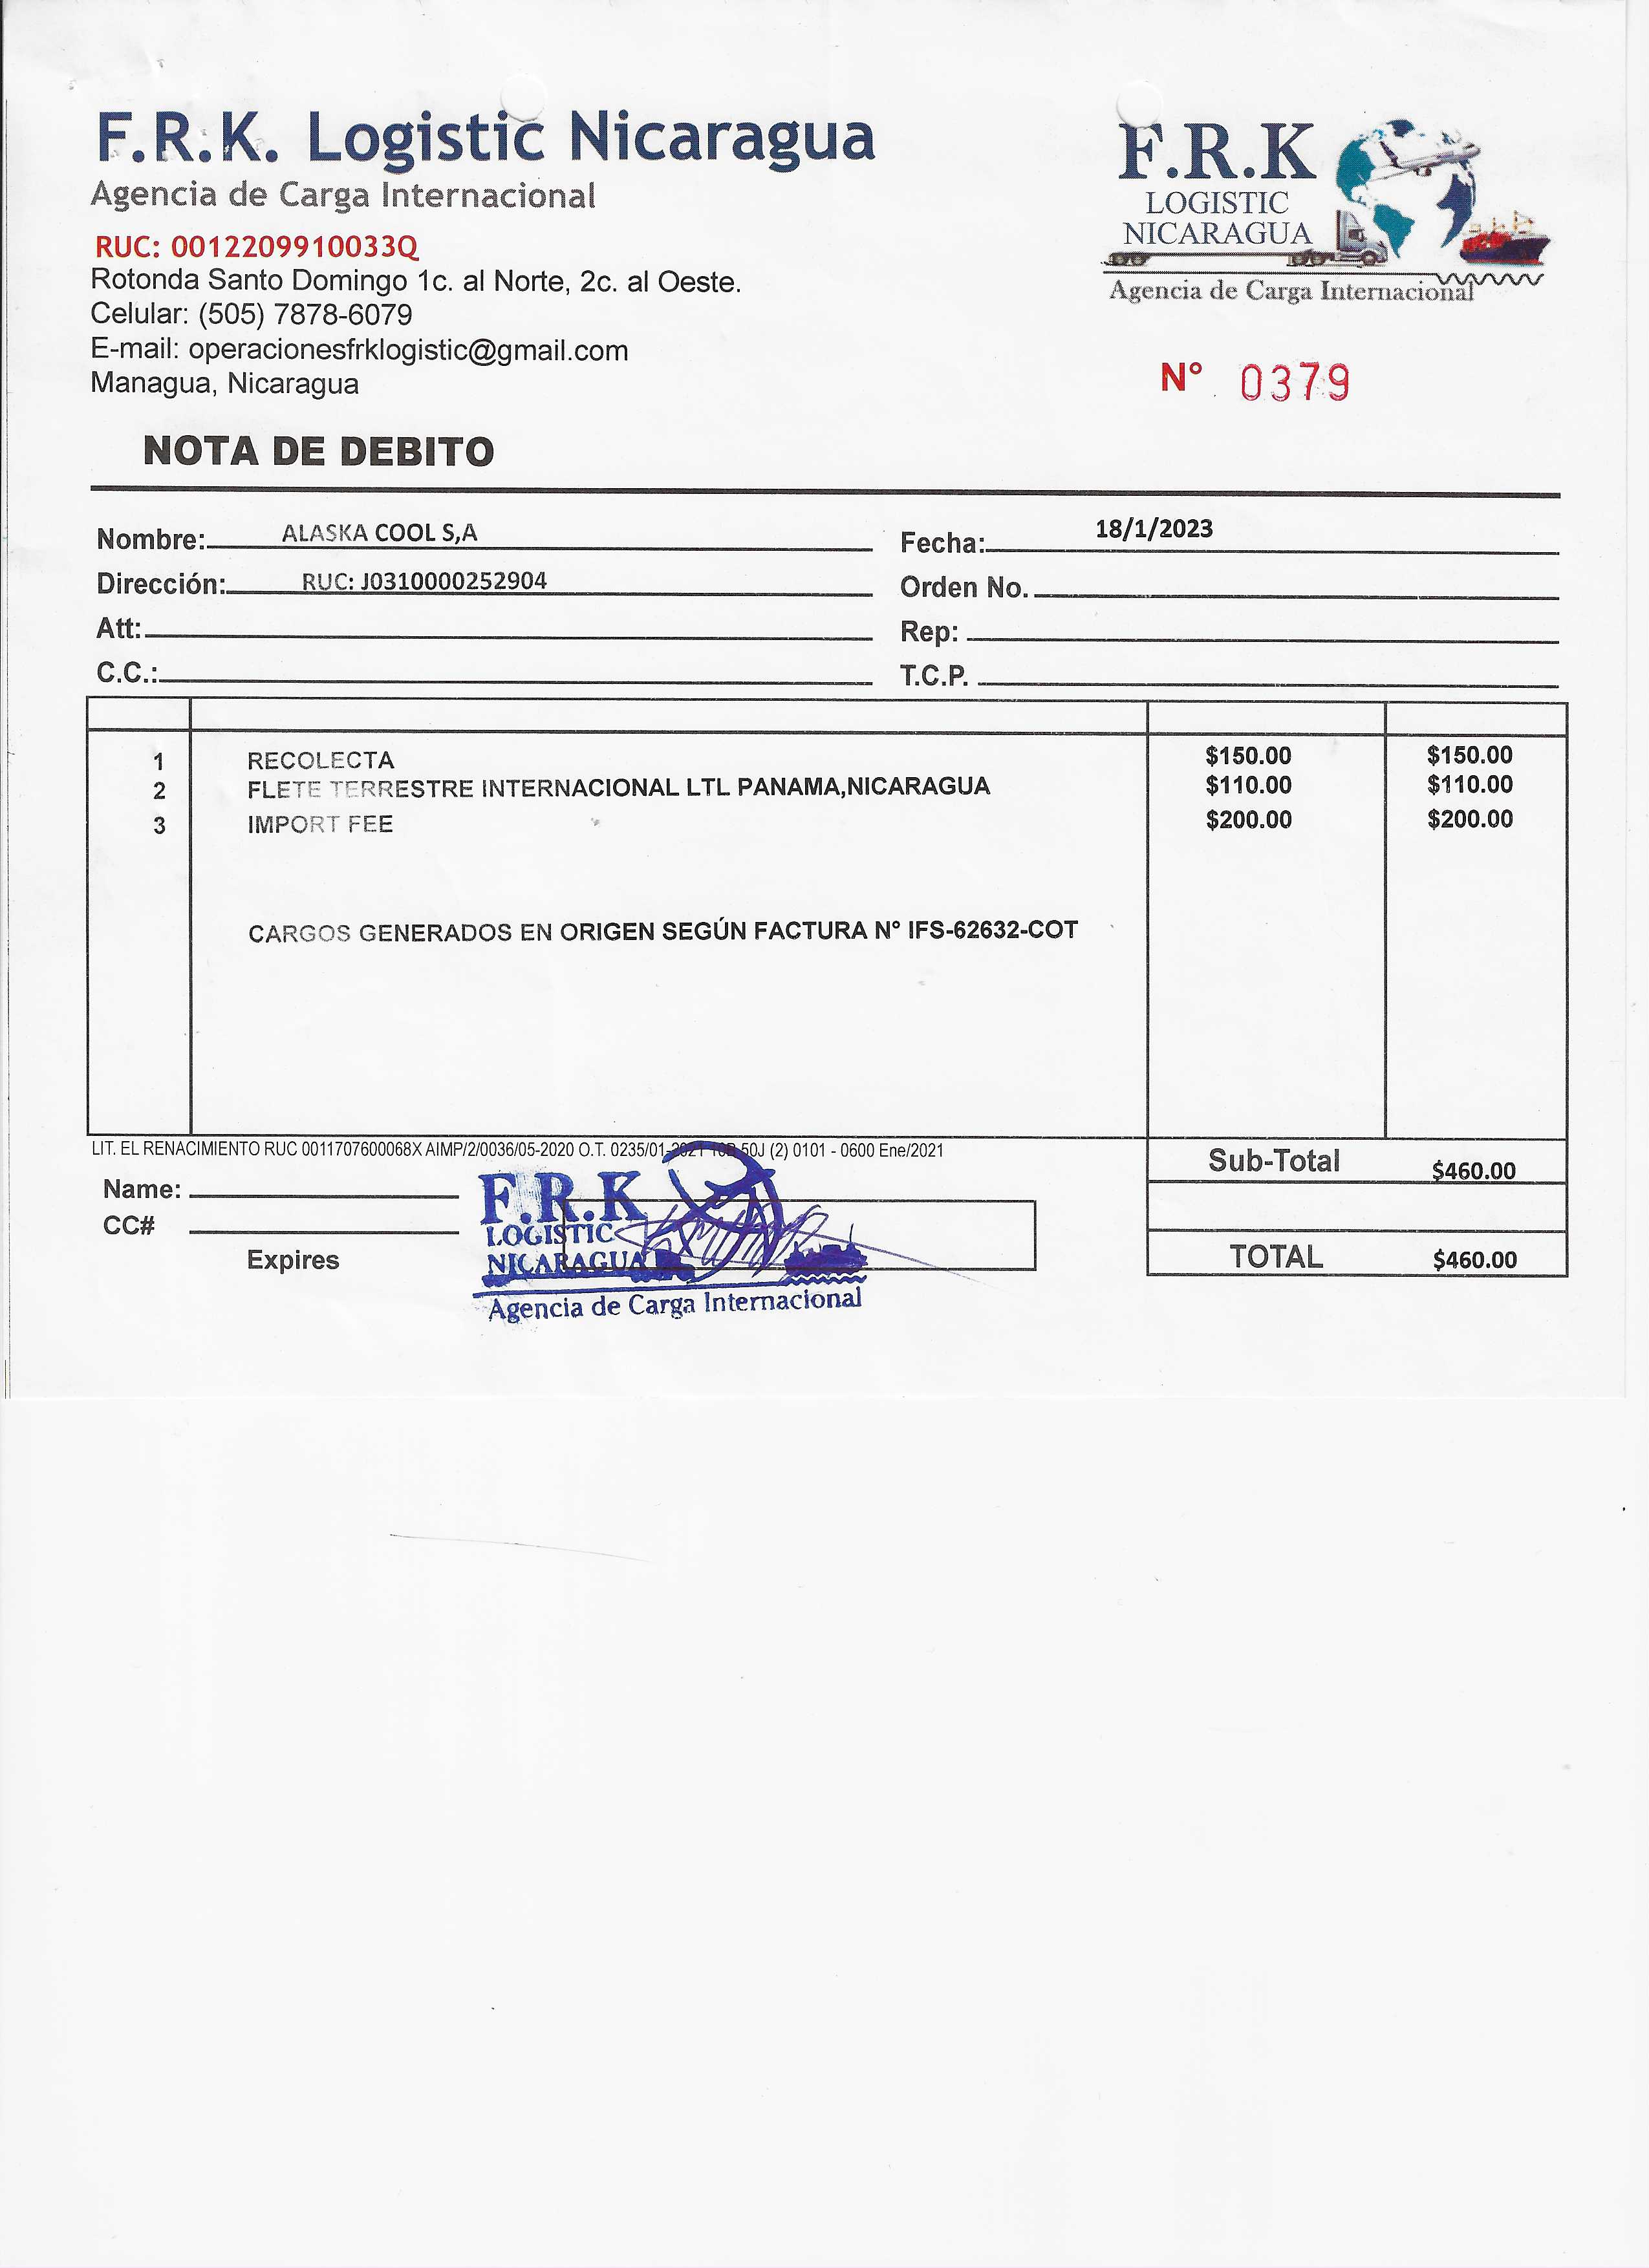 F.R.K. Logistic Nicaragua
Agencia de Carga Internacional
RUC: 0012209910033Q
Rotonda Santo Domingo 1c. al Norte, 2c. al Oeste.
Celular: (505) 7878-6079
E-mail: operacionesfrklogistic@gmail.com
Managua, Nicaragua
F.R.K
LOGISTIC
NICARAGUA
Agencia de Carga Internacional
N° 0379
NOTA DE DEBITO
Nombre: ALASKA COOL S,A Fecha: 18/1/2023
Dirección: RUC: J0310000252904 Orden No.
Att: Rep:
C.C.: T.C.P.
1 RECOLECTA $150.00 $150.00
2 FLETE TERRESTRE INTERNACIONAL LTL PANAMA,NICARAGUA $110.00 $110.00
3 IMPORT FEE $200.00 $200.00
CARGOS GENERADOS EN ORIGEN SEGÚN FACTURA N° IFS-62632-COT
LIT. EL RENACIMIENTO RUC 0011707600068X AIMP/2/0036/05-2020 O.T. 0235/01-2021 50J (2) 0101 - 0600 Ene/2021
Sub-Total $460.00
Name:
CC#
Expires
TOTAL $460.00
F.R.K
LOGISTIC
NICARAGUA
Agencia de Carga Internacional